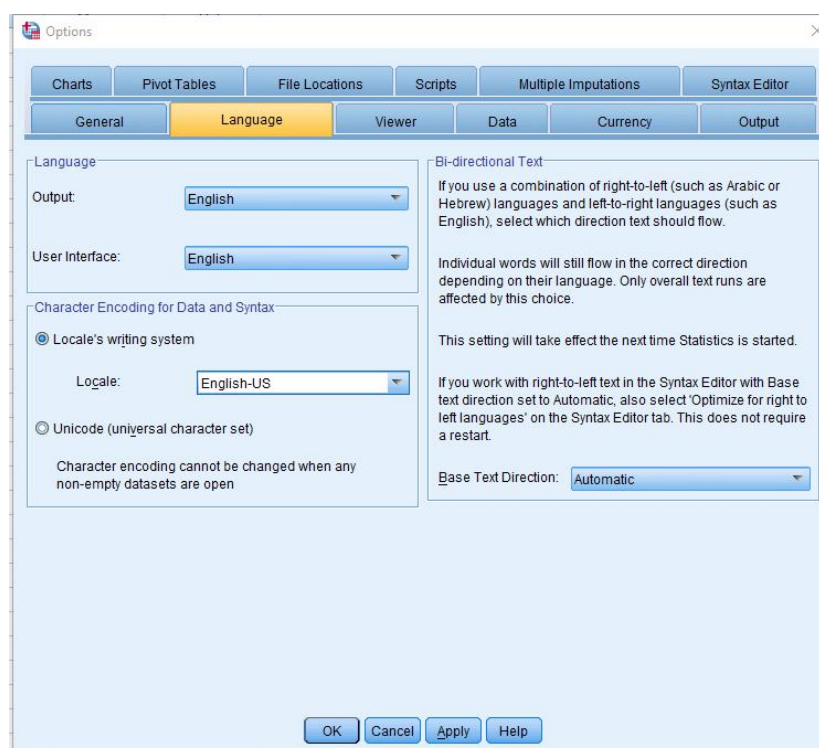 Options
Charts
Pivot Tables
File Locations
Scripts
Multiple Imputations
Syntax Editor
General
Language
Viewer
Data
Currency
Output
Language
Output:
English
User Interface:
English
Character Encoding for Data and Syntax
Locale's writing system
Locale:
English-US
Unicode (universal character set)
Character encoding cannot be changed when any
non-empty datasets are open
Bi-directional Text
If you use a combination of right-to-left (such as Arabic or
Hebrew) languages and left-to-right languages (such as
English), select which direction text should flow.
Individual words will still flow in the correct direction
depending on their language. Only overall text runs are
affected by this choice.
This setting will take effect the next time Statistics is started.
If you work with right-to-left text in the Syntax Editor with Base
text direction set to Automatic, also select 'Optimize for right to
left languages' on the Syntax Editor tab. This does not require
a restart.
Base Text Direction:
Automatic
OK
Cancel
Apply
Help